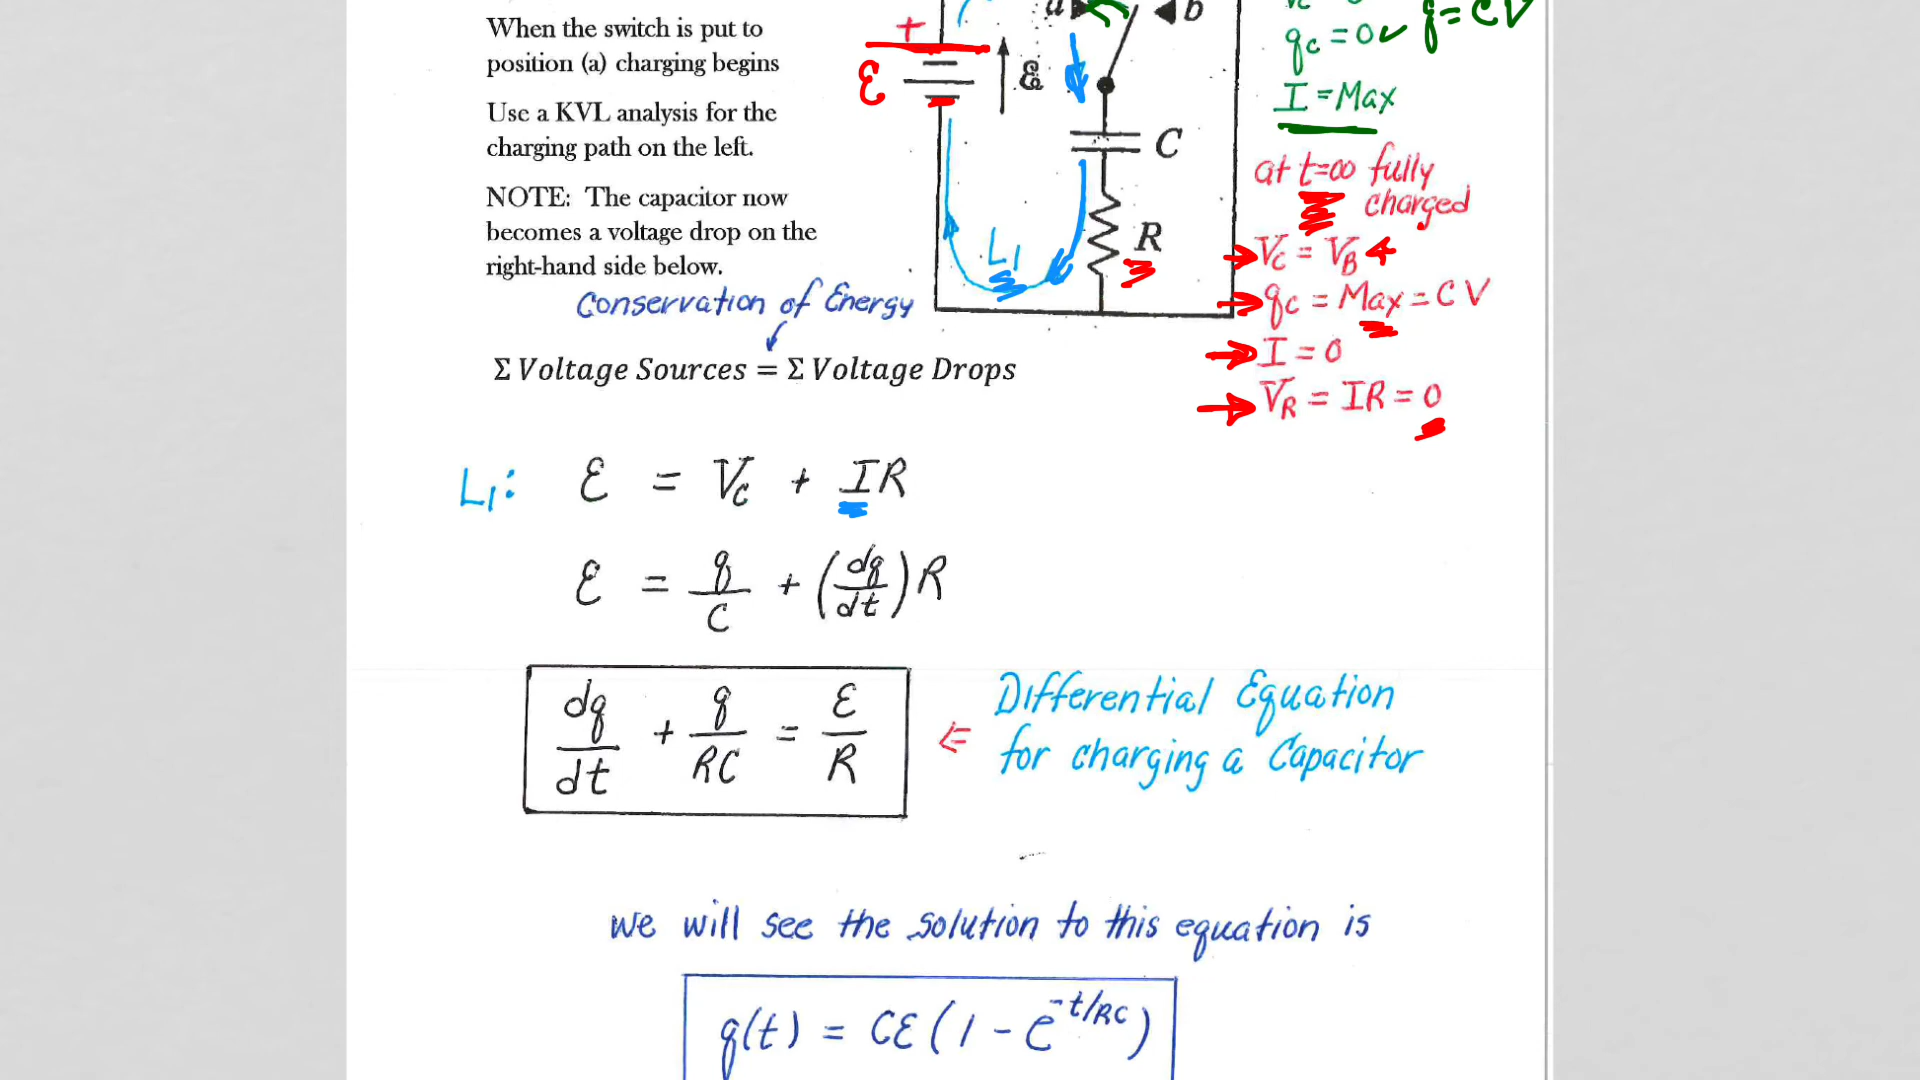 When the switch is put to
position (a) charging begins
Use a KVL analysis for the
charging path on the left.
NOTE: The capacitor now
becomes a voltage drop on the
right-hand side below.
Conservation of Energy
Σ Voltage Sources = Σ Voltage Drops
+
ℰ
ℰ
a
b
C
R
L1
q = CV
qc = 0 ✓
I = Max
at t=∞ fully
charged
Vc = VB
qc = Max = CV
I = 0
VR = IR = 0
L1: ℰ = Vc + IR
ℰ = q/C + (dq/dt)R
dq/dt + q/RC = ℰ/R ⇐ Differential Equation
for charging a Capacitor
we will see the solution to this equation is
q(t) = Cℰ(1 - e^-t/RC)